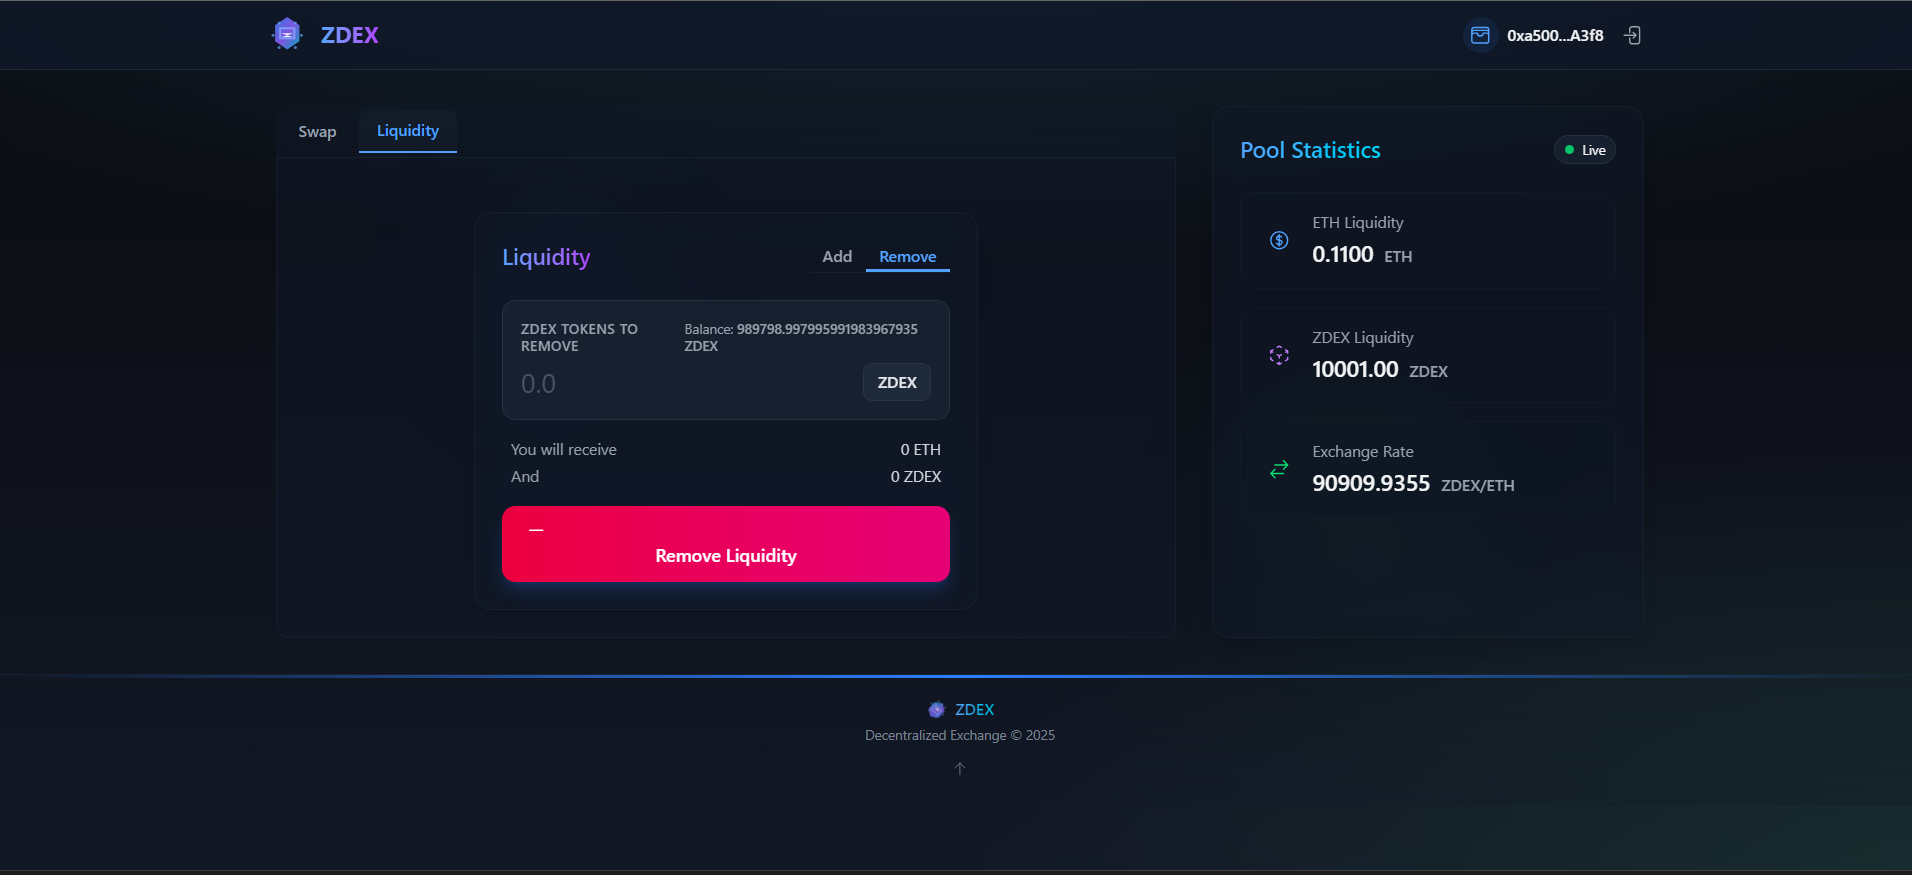 ZDEX
0xa500...A3f8
Swap
Liquidity
Liquidity
Add
Remove
ZDEX TOKENS TO
REMOVE
Balance: 989798.997995991983967935
ZDEX
0.0
ZDEX
You will receive
0 ETH
And
0 ZDEX
Remove Liquidity
Pool Statistics
Live
ETH Liquidity
0.1100 ETH
ZDEX Liquidity
10001.00 ZDEX
Exchange Rate
90909.9355 ZDEX/ETH
ZDEX
Decentralized Exchange © 2025